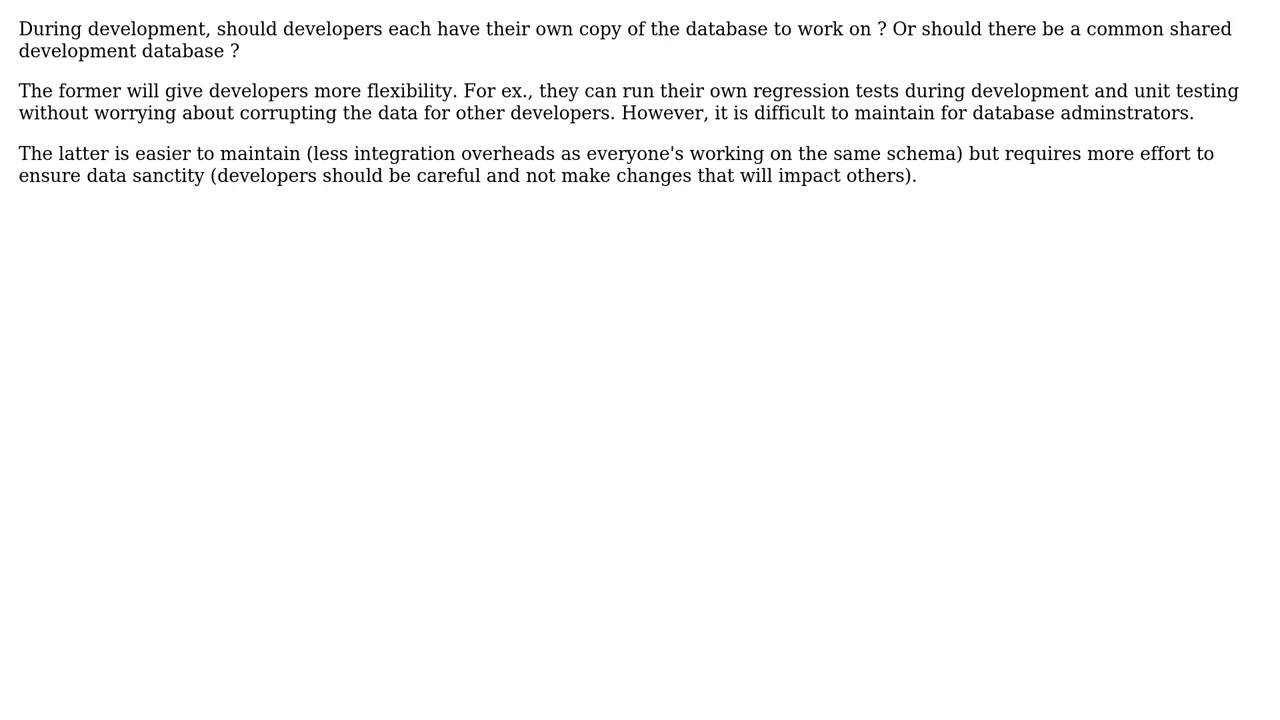 During development, should developers each have their own copy of the database to work on ? Or should there be a common shared
development database ?
The former will give developers more flexibility. For ex., they can run their own regression tests during development and unit testing
without worrying about corrupting the data for other developers. However, it is difficult to maintain for database adminstrators.
The latter is easier to maintain (less integration overheads as everyone's working on the same schema) but requires more effort to
ensure data sanctity (developers should be careful and not make changes that will impact others).